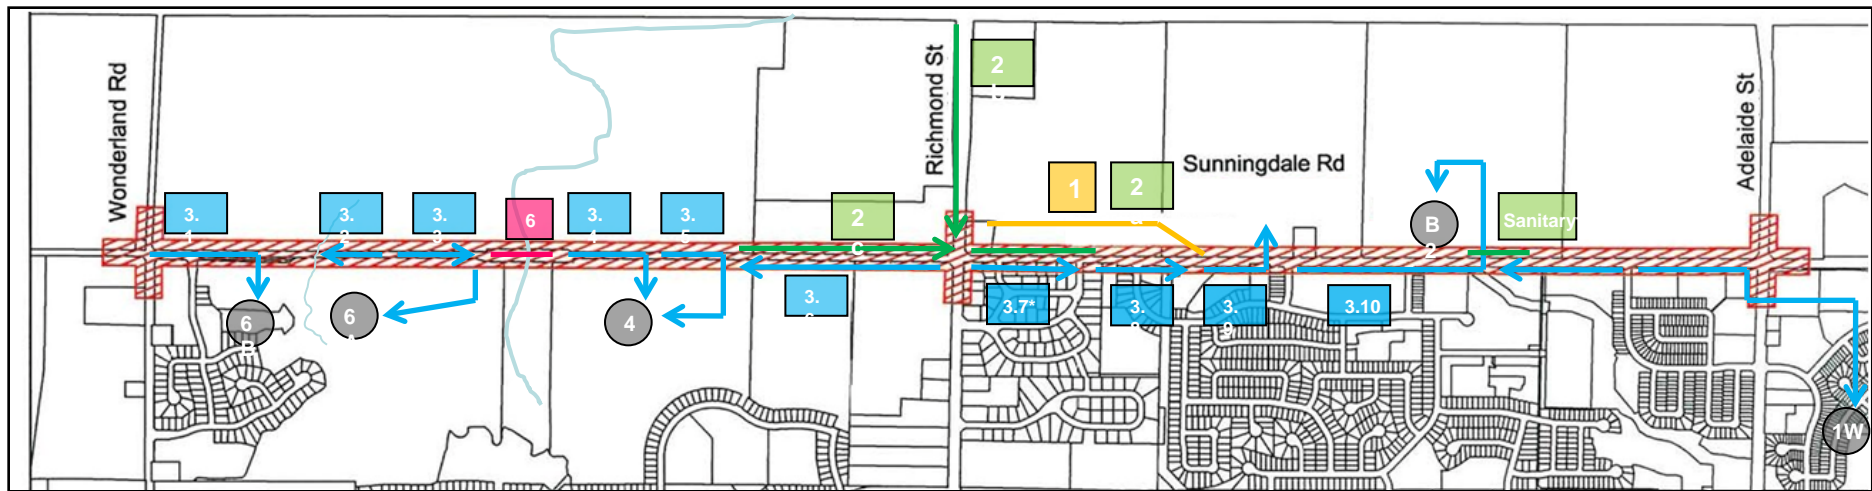 Wonderland Rd
Richmond St
Sunningdale Rd
Adelaide St
2
1
2
3.
3.
3.
6
3.
3.
2
B
Sanitary
3.
3.7*
3.
3.
3.10
6
6
4
1W